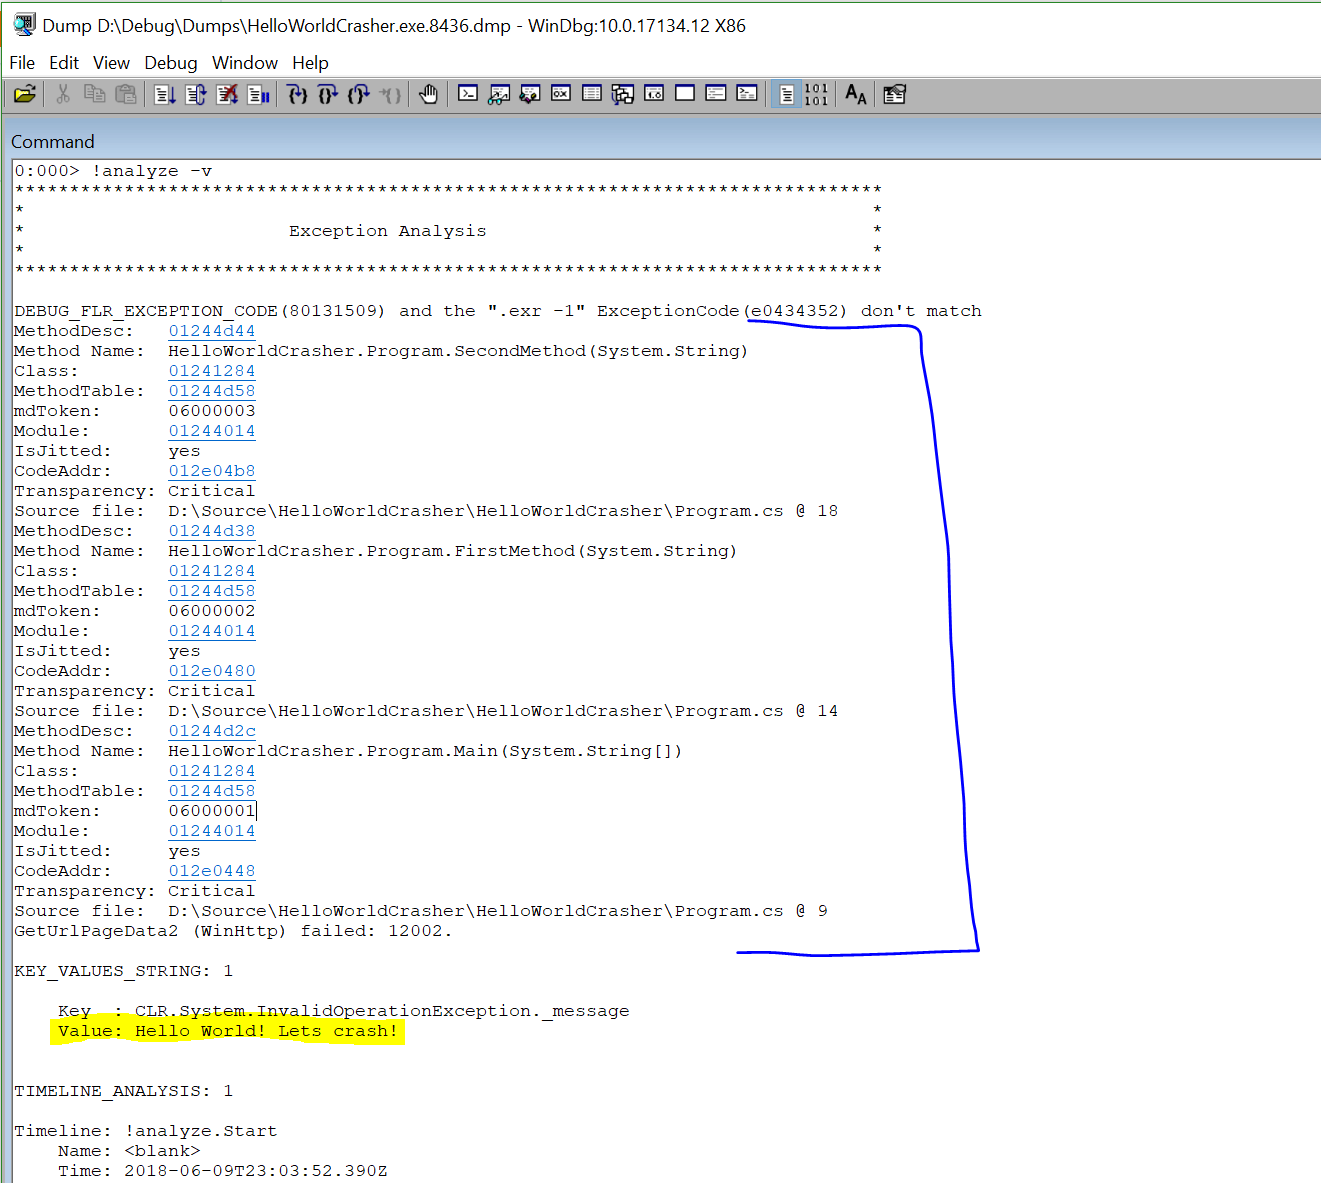 Dump D:\Debug\Dumps\HelloWorldCrasher.exe.8436.dmp - WinDbg:10.0.17134.12 X86
File Edit View Debug Window Help
101
101
AA
Command
0:000> !analyze -v
*******************************************************************************
* *
* Exception Analysis *
* *
*******************************************************************************
DEBUG_FLR_EXCEPTION_CODE(80131509) and the ".exr -1" ExceptionCode(e0434352) don't match
MethodDesc: 01244d44
Method Name: HelloWorldCrasher.Program.SecondMethod(System.String)
Class: 01241284
MethodTable: 01244d58
mdToken: 06000003
Module: 01244014
IsJitted: yes
CodeAddr: 012e04b8
Transparency: Critical
Source file: D:\Source\HelloWorldCrasher\HelloWorldCrasher\Program.cs @ 18
MethodDesc: 01244d38
Method Name: HelloWorldCrasher.Program.FirstMethod(System.String)
Class: 01241284
MethodTable: 01244d58
mdToken: 06000002
Module: 01244014
IsJitted: yes
CodeAddr: 012e0480
Transparency: Critical
Source file: D:\Source\HelloWorldCrasher\HelloWorldCrasher\Program.cs @ 14
MethodDesc: 01244d2c
Method Name: HelloWorldCrasher.Program.Main(System.String[])
Class: 01241284
MethodTable: 01244d58
mdToken: 06000001
Module: 01244014
IsJitted: yes
CodeAddr: 012e0448
Transparency: Critical
Source file: D:\Source\HelloWorldCrasher\HelloWorldCrasher\Program.cs @ 9
GetUrlPageData2 (WinHttp) failed: 12002.
KEY_VALUES_STRING: 1
Key : CLR.System.InvalidOperationException._message
Value: Hello World! Lets crash!
TIMELINE_ANALYSIS: 1
Timeline: !analyze.Start
Name: <blank>
Time: 2018-06-09T23:03:52.390Z